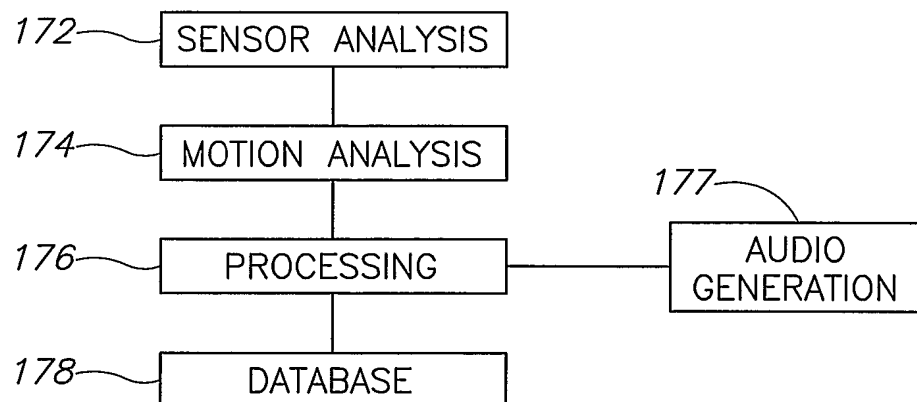 172 SENSOR ANALYSIS
174 MOTION ANALYSIS
177
176 PROCESSING
AUDIO
GENERATION
178 DATABASE